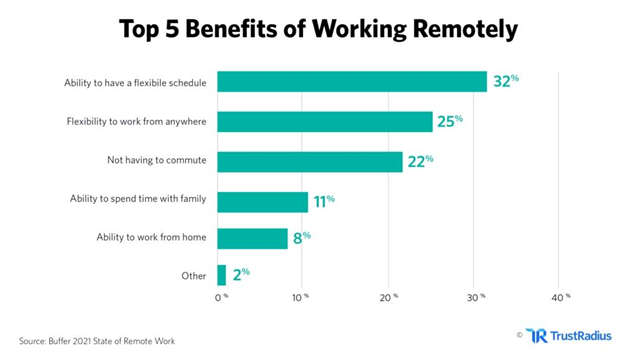 Top 5 Benefits of Working Remotely
Ability to have a flexibile schedule
32%
Flexibility to work from anywhere
25%
Not having to commute
22%
Ability to spend time with family
11%
Ability to work from home
8%
Other
2%
0 % 10 % 20 % 30 % 40 %
Source: Buffer 2021 State of Remote Work
© TR TrustRadius